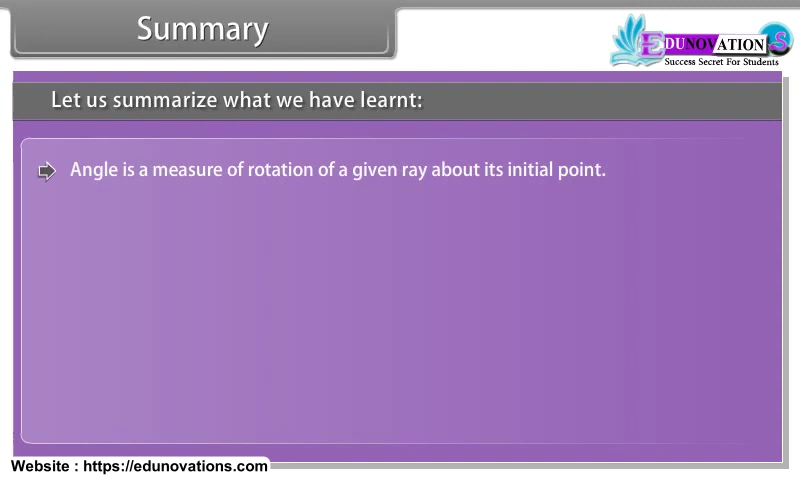 Summary
EDUNOVATIONS
Success Secret For Students
Let us summarize what we have learnt:
Angle is a measure of rotation of a given ray about its initial point.
Website : https://edunovations.com